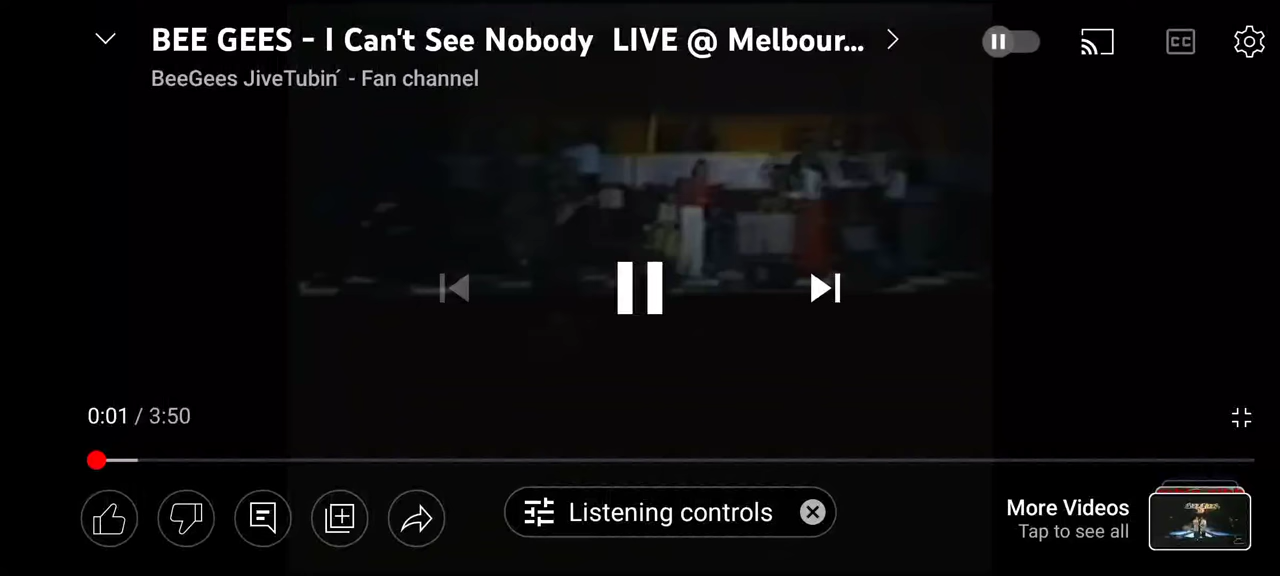 BEE GEES - I Can't See Nobody  LIVE @ Melbour...
BeeGees JiveTubin´ - Fan channel
CC
0:01 / 3:50
Listening controls
More Videos
Tap to see all